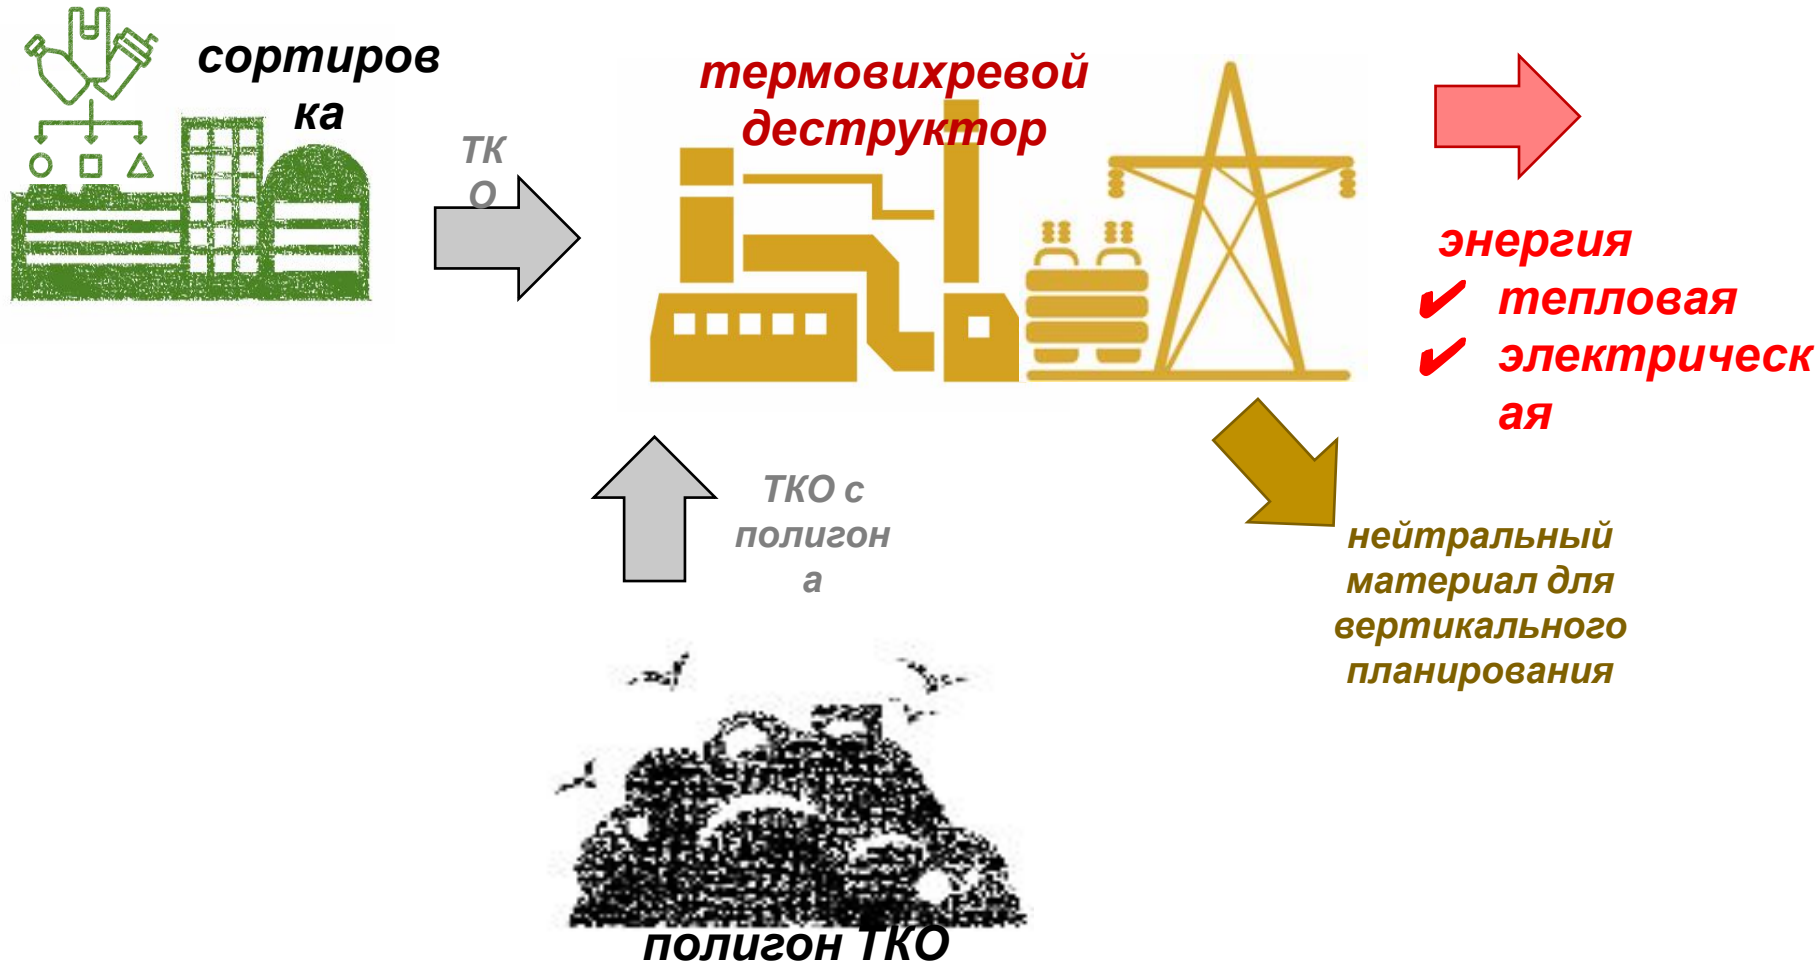 сортиров
ка
ТК
О
термовихревой
деструктор
энергия
✔ тепловая
✔ электрическ
ая
ТКО с
полигон
а
нейтральный
материал для
вертикального
планирования
полигон ТКО